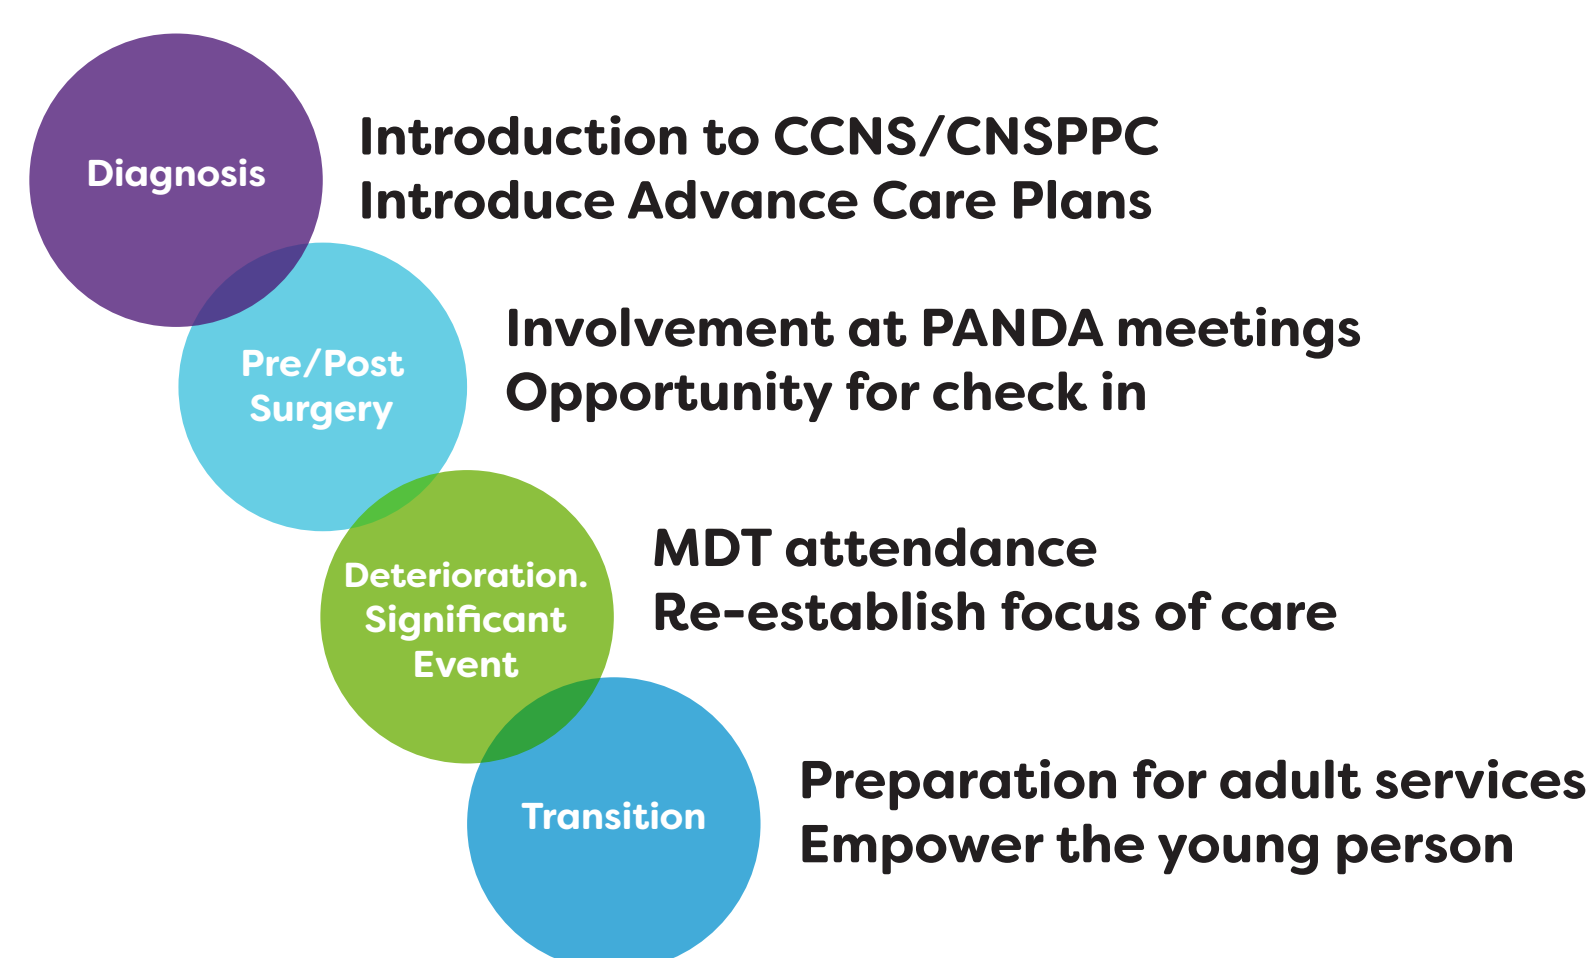 Diagnosis
Introduction to CCNS/CNSPPC
Introduce Advance Care Plans
Pre/Post
Surgery
Involvement at PANDA meetings
Opportunity for check in
Deterioration.
Significant
Event
MDT attendance
Re-establish focus of care
Transition
Preparation for adult services
Empower the young person